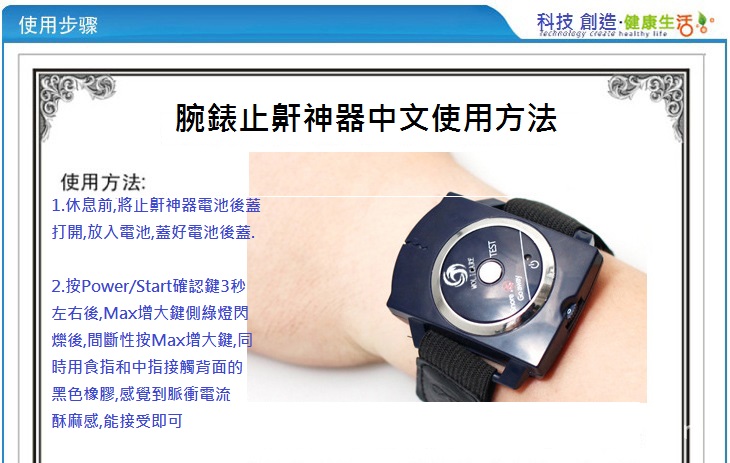 使用步骤
科技 創造·健康生活
technology create healthy life
腕錶止鼾神器中文使用方法
使用方法:
1.休息前,將止鼾神器電池後蓋
打開,放入電池,蓋好電池後蓋.
2.按Power/Start確認鍵3秒
左右後,Max增大鍵側綠燈閃
爍後,間斷性按Max增大鍵,同
時用食指和中指接觸背面的
黑色橡膠,感覺到脈衝電流
酥麻感,能接受即可
TEST
Go away